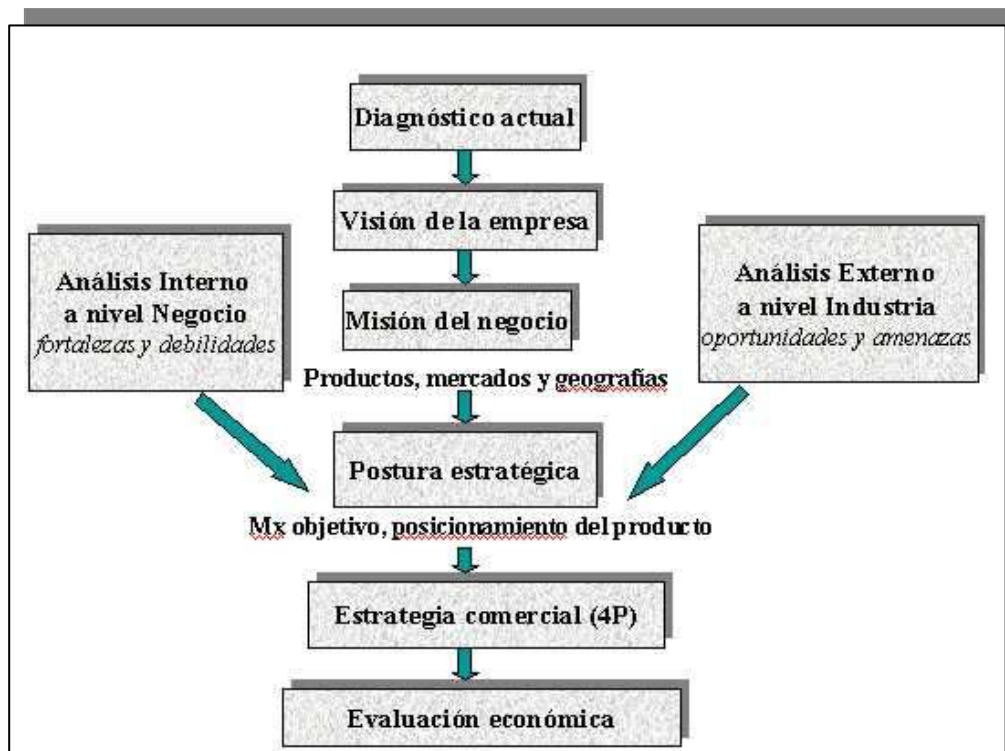 Diagnóstico actual
Visión de la empresa
Análisis Interno
a nivel Negocio
fortalezas y debilidades
Misión del negocio
Análisis Externo
a nivel Industria
oportunidades y amenazas
Productos, mercados y geografias
Postura estratégica
Mx objetivo, posicionamiento del producto
Estrategia comercial (4P)
Evaluación económica